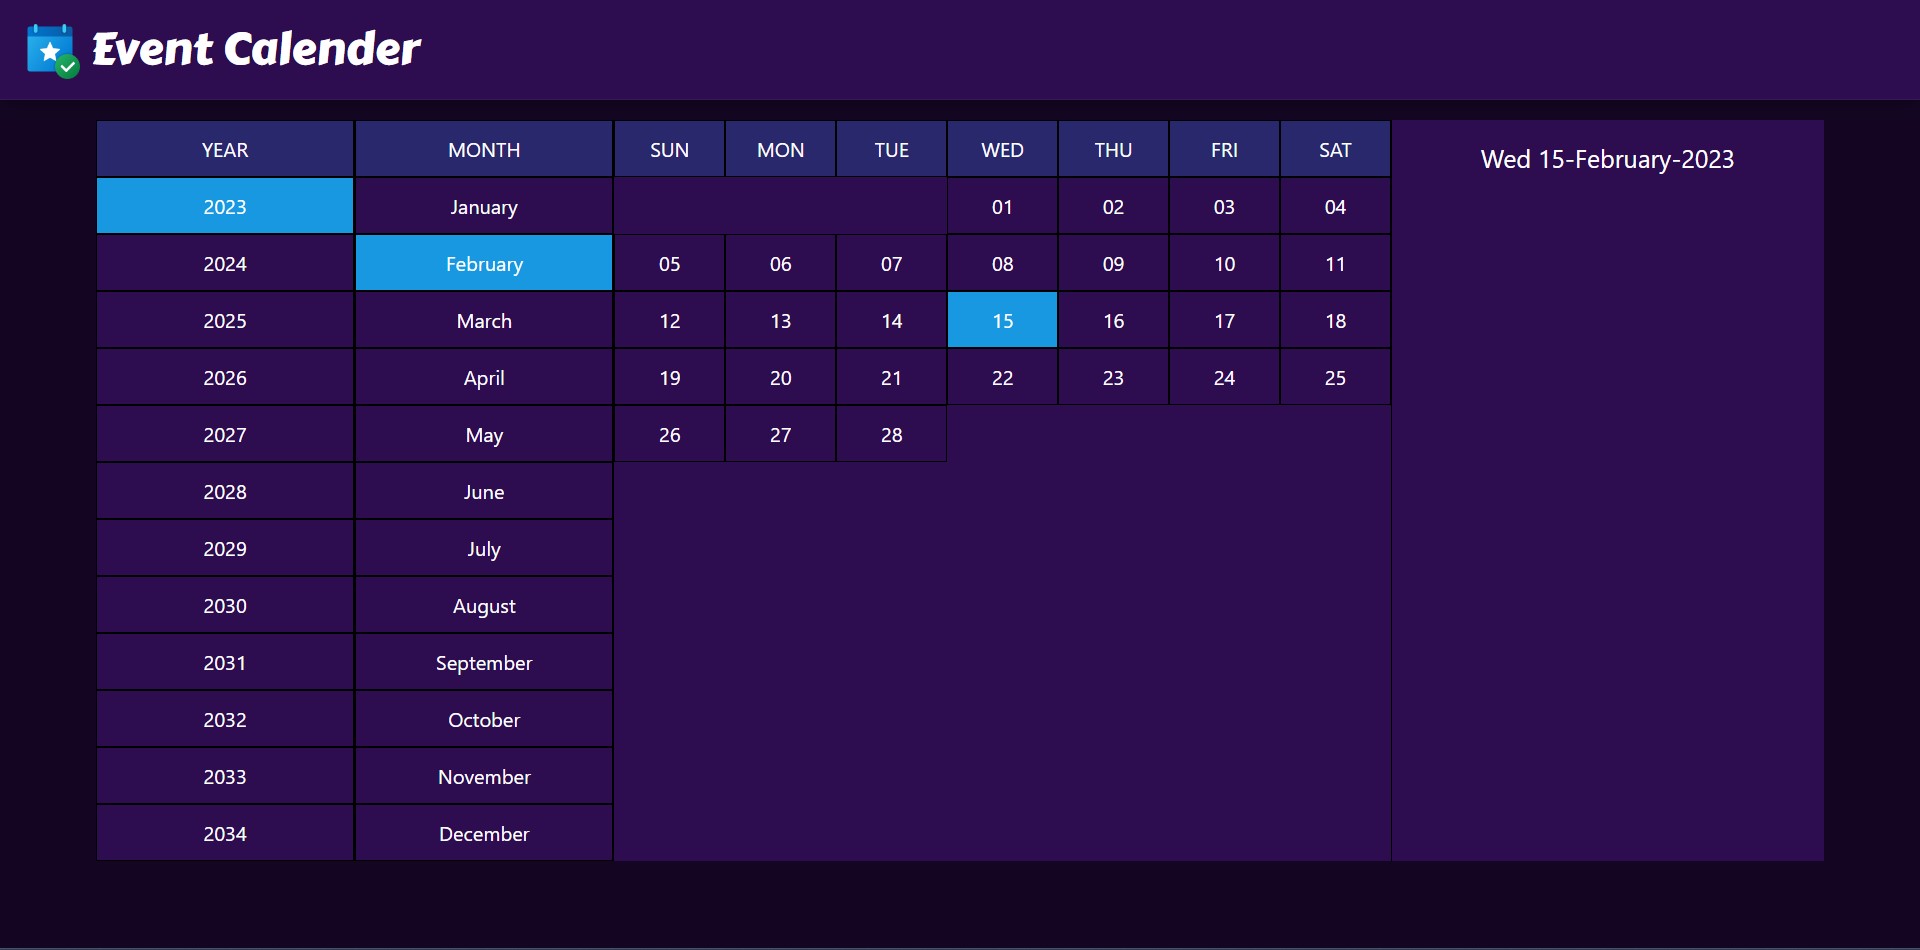 Event Calender
YEAR MONTH SUN MON TUE WED THU FRI SAT
2023 January 01 02 03 04
2024 February 05 06 07 08 09 10 11
2025 March 12 13 14 15 16 17 18
2026 April 19 20 21 22 23 24 25
2027 May 26 27 28
2028 June
2029 July
2030 August
2031 September
2032 October
2033 November
2034 December
Wed 15-February-2023